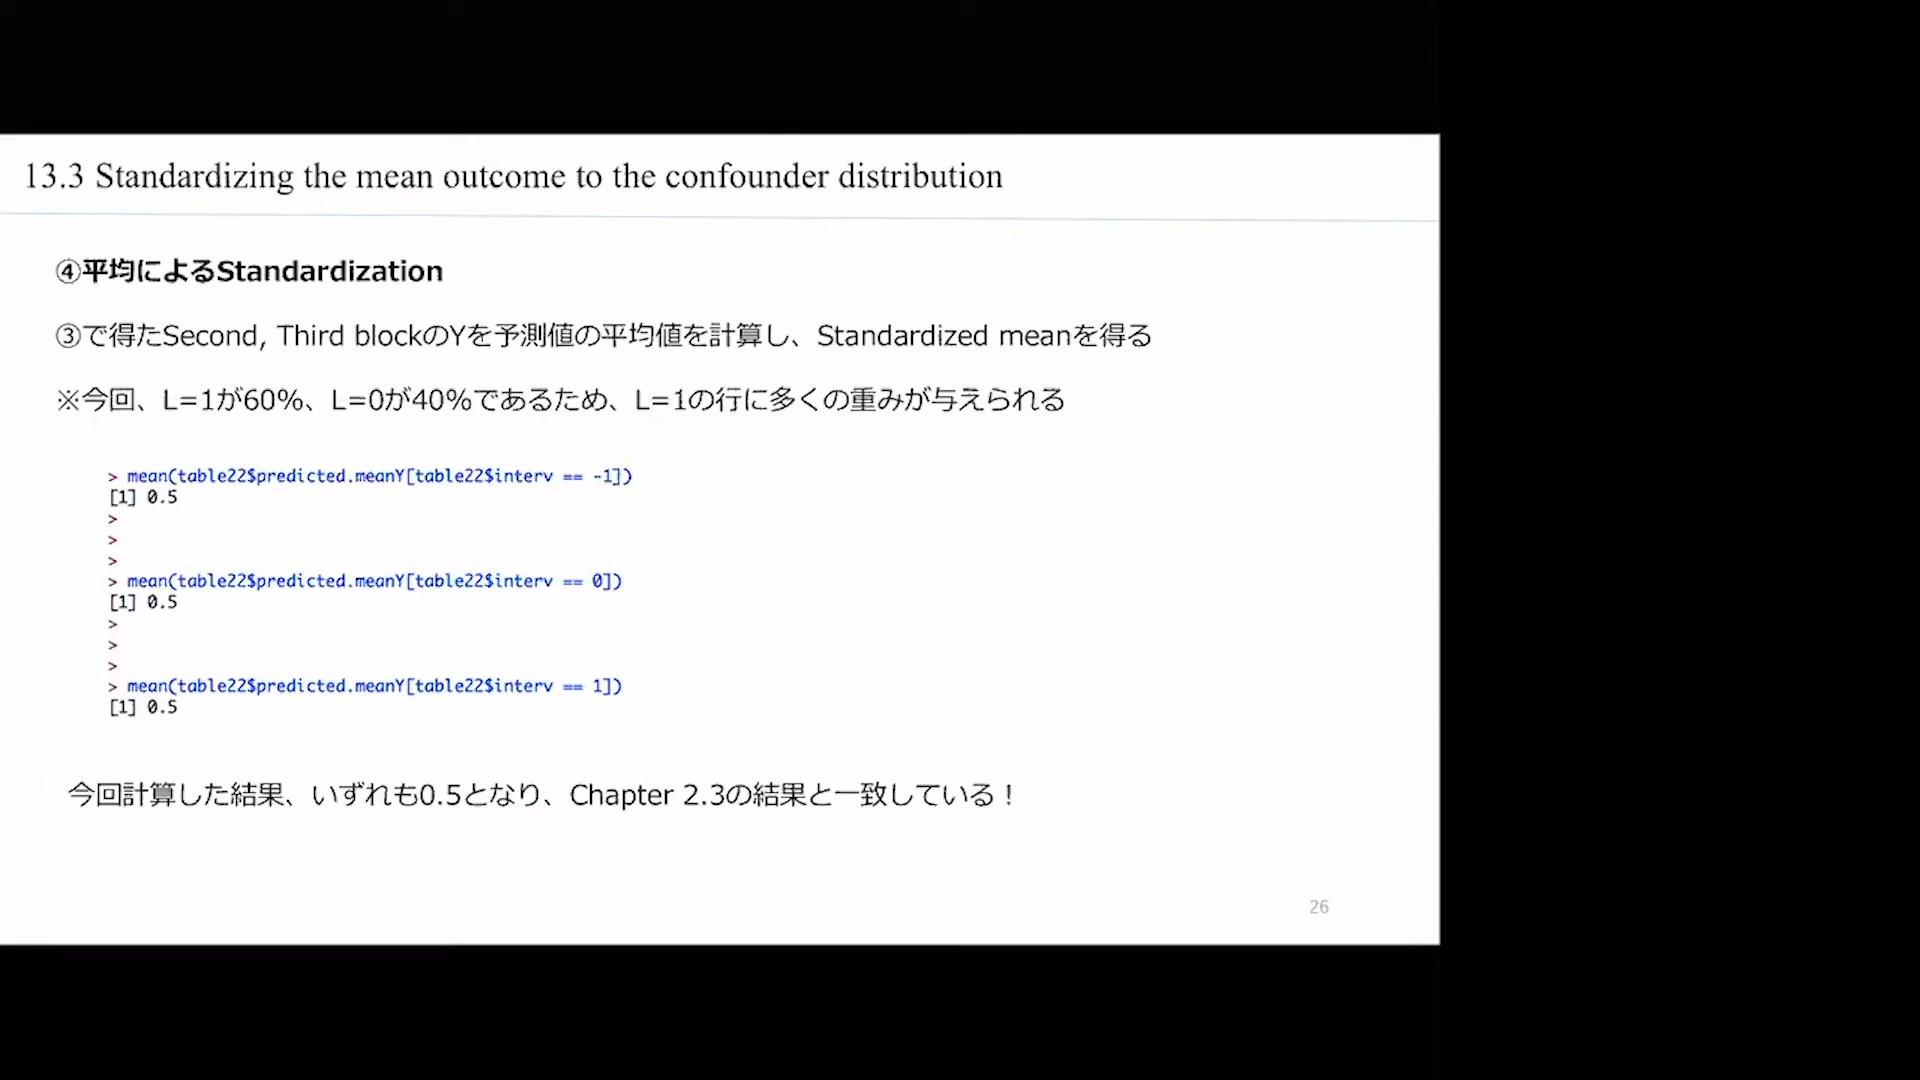 13.3 Standardizing the mean outcome to the confounder distribution
④平均によるStandardization
③で得たSecond, Third blockのYを予測値の平均値を計算し、Standardized meanを得る
※今回、L=1が60%、L=0が40%であるため、L=1の行に多くの重みが与えられる
> mean(table22$predicted.meanY[table22$interv == -1])
[1] 0.5
>
>
>
> mean(table22$predicted.meanY[table22$interv == 0])
[1] 0.5
>
>
>
> mean(table22$predicted.meanY[table22$interv == 1])
[1] 0.5
今回計算した結果、いずれも0.5となり、Chapter 2.3の結果と一致している！
26